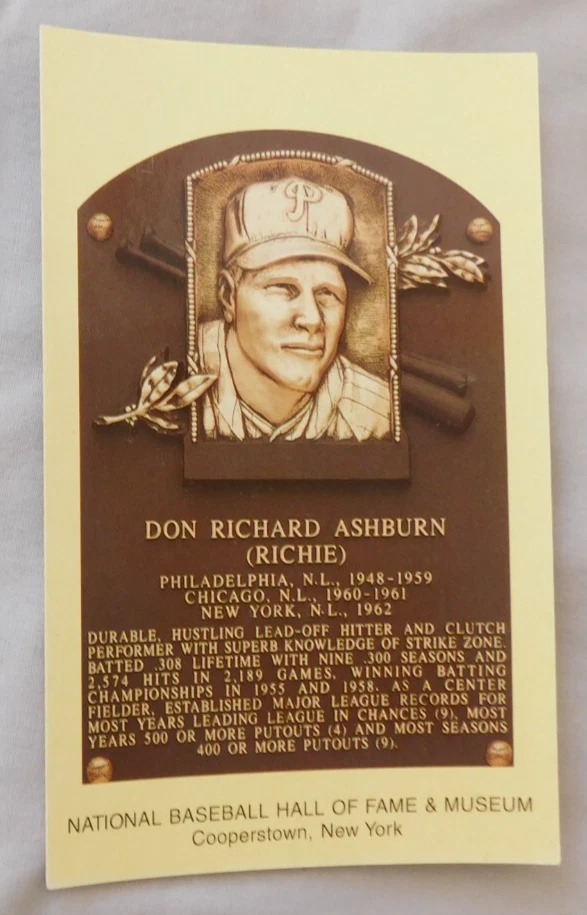 P
DON RICHARD ASHBURN
(RICHIE)
PHILADELPHIA, N.L., 1948-1959
CHICAGO, N.L., 1960-1961
NEW YORK, N.L., 1962
DURABLE, HUSTLING LEAD-OFF HITTER AND CLUTCH
PERFORMER WITH SUPERB KNOWLEDGE OF STRIKE ZONE.
BATTED .308 LIFETIME WITH NINE .300 SEASONS AND
2,574 HITS IN 2,189 GAMES, WINNING BATTING
CHAMPIONSHIPS IN 1955 AND 1958. AS A CENTER
FIELDER, ESTABLISHED MAJOR LEAGUE RECORDS FOR
MOST YEARS LEADING LEAGUE IN CHANCES (9), MOST
YEARS 500 OR MORE PUTOUTS (4) AND MOST SEASONS
400 OR MORE PUTOUTS (9).
NATIONAL BASEBALL HALL OF FAME & MUSEUM
Cooperstown, New York